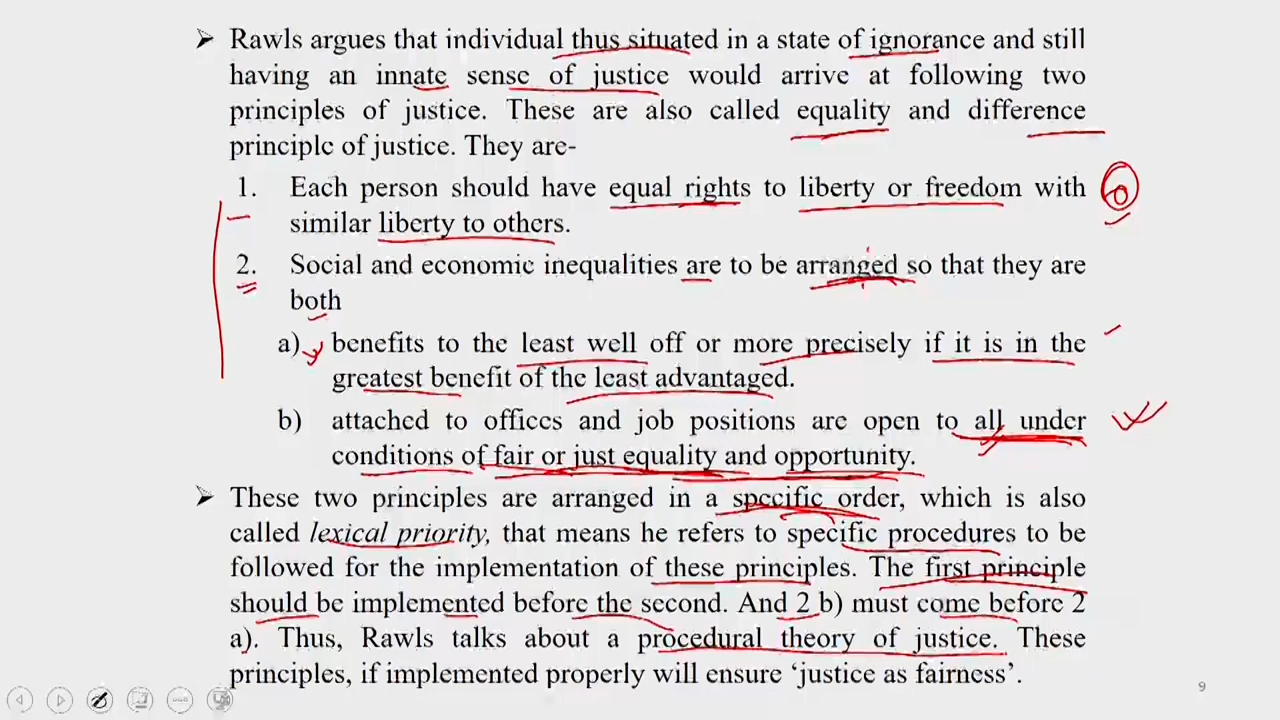 ➢ Rawls argues that individual thus situated in a state of ignorance and still
having an innate sense of justice would arrive at following two
principles of justice. These are also called equality and difference
principle of justice. They are-
1. Each person should have equal rights to liberty or freedom with
similar liberty to others.
2. Social and economic inequalities are to be arranged so that they are
both
a) benefits to the least well off or more precisely if it is in the
greatest benefit of the least advantaged.
b) attached to offices and job positions are open to all under
conditions of fair or just equality and opportunity.
➢ These two principles are arranged in a specific order, which is also
called lexical priority, that means he refers to specific procedures to be
followed for the implementation of these principles. The first principle
should be implemented before the second. And 2 b) must come before 2
a). Thus, Rawls talks about a procedural theory of justice. These
principles, if implemented properly will ensure ‘justice as fairness’.
9